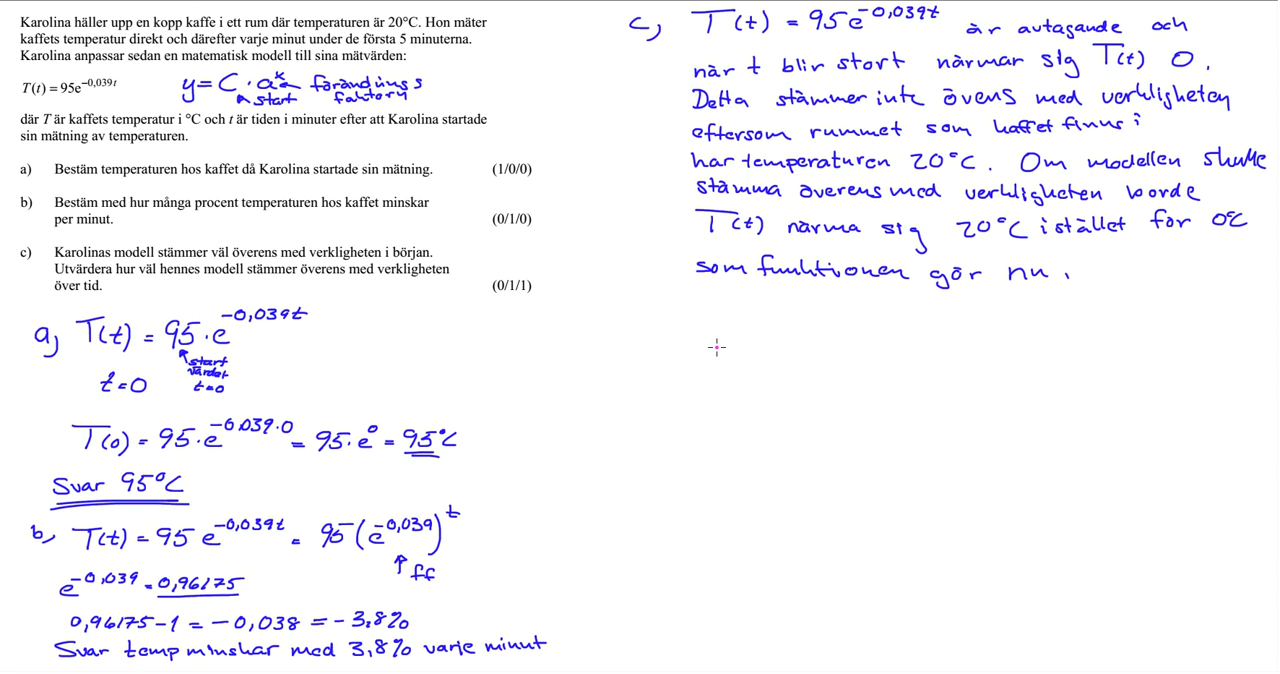 Karolina häller upp en kopp kaffe i ett rum där temperaturen är 20°C. Hon mäter
kaffets temperatur direkt och därefter varje minut under de första 5 minuterna.
Karolina anpassar sedan en matematisk modell till sina mätvärden:
T(t) = 95e^−0,039t
y = C · a^x förändrings
start faktor
där T är kaffets temperatur i °C och t är tiden i minuter efter att Karolina startade
sin mätning av temperaturen.
a) Bestäm temperaturen hos kaffet då Karolina startade sin mätning. (1/0/0)
b) Bestäm med hur många procent temperaturen hos kaffet minskar
per minut. (0/1/0)
c) Karolinas modell stämmer väl överens med verkligheten i början.
Utvärdera hur väl hennes modell stämmer överens med verkligheten
över tid. (0/1/1)
a) T(t) = 95 · e^−0,039t
start
värdet
t=0 t=0
T(0) = 95 · e^−0,039·0 = 95 · e^0 = 95°C
Svar 95°C
b) T(t) = 95 e^−0,039t = 95 (e^−0,039)^t
ff
e^−0,039 = 0,96175
0,96175 − 1 = −0,038 = −3,8%
Svar temp minskar med 3,8% varje minut
c) T(t) = 95e^−0,039t är avtagande och
när t blir stort närmar sig T(t) 0.
Detta stämmer inte övens med verkligheten
eftersom rummet som kaffet finns i
har temperaturen 20°C. Om modellen skulle
stämma överens med verkligheten borde
T(t) närma sig 20°C istället för 0°C
som funktionen gör nu.